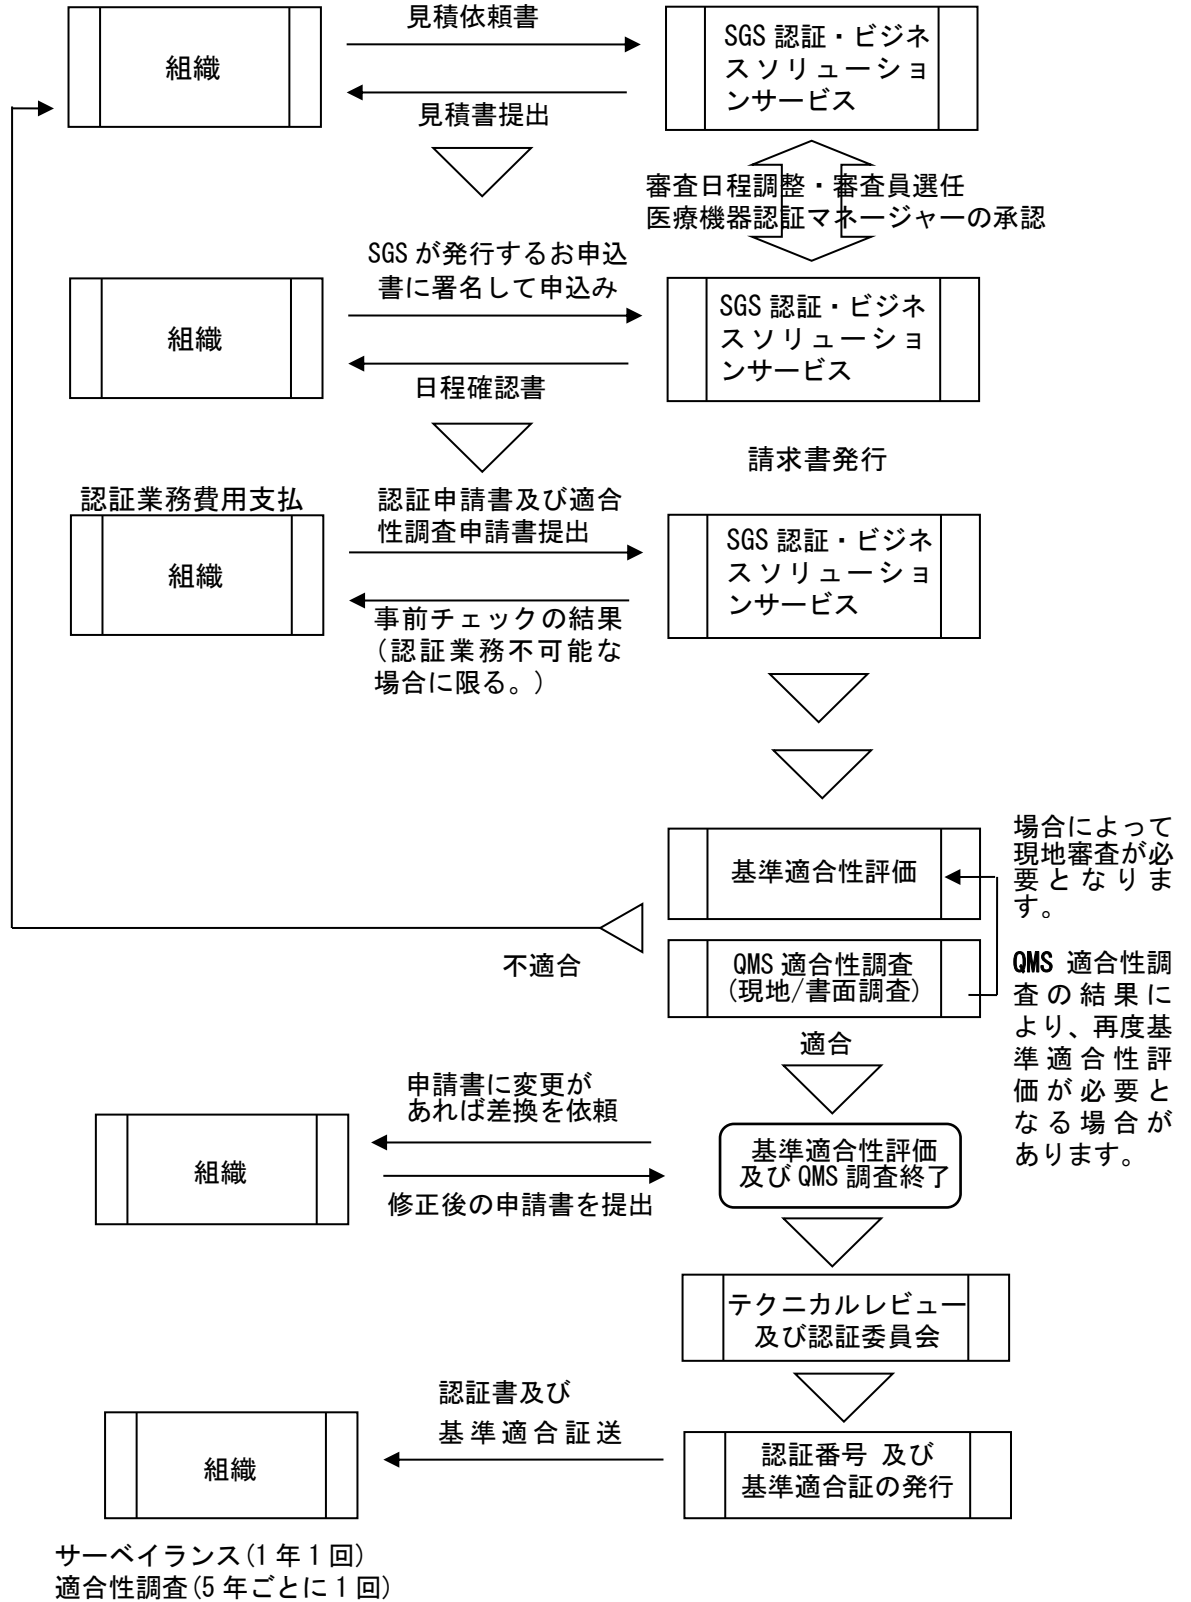 見積依頼書
組織
SGS 認証・ビジネ
スソリューショ
ンサービス
見積書提出
審査日程調整・審査員選任
医療機器認証マネージャーの承認
SGS が発行するお申込
書に署名して申込み
組織
SGS 認証・ビジネ
スソリューショ
ンサービス
日程確認書
請求書発行
認証業務費用支払
認証申請書及び適合
性調査申請書提出
組織
SGS 認証・ビジネ
スソリューショ
ンサービス
事前チェックの結果
(認証業務不可能な
場合に限る。)
場合によって
現地審査が必
要となりま
す。
基準適合性評価
不適合
QMS 適合性調査
(現地/書面調査)
QMS 適合性調
査の結果に
より、再度基
準適合性評
価が必要と
なる場合が
あります。
適合
申請書に変更が
あれば差換を依頼
組織
基準適合性評価
及び QMS 調査終了
修正後の申請書を提出
テクニカルレビュー
及び認証委員会
認証書及び
基準適合証送
組織
認証番号 及び
基準適合証の発行
サーベイランス(1 年 1 回)
適合性調査(5 年ごとに 1 回)